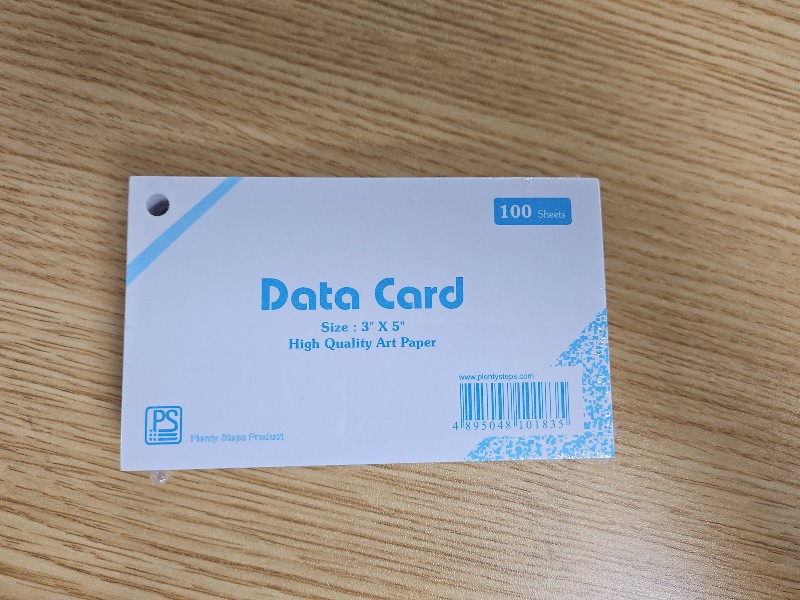 100 Sheets
Data Card
Size : 3" X 5"
High Quality Art Paper
www.plentysteps.com
4 895048 101835
PS
Plenty Steps Product